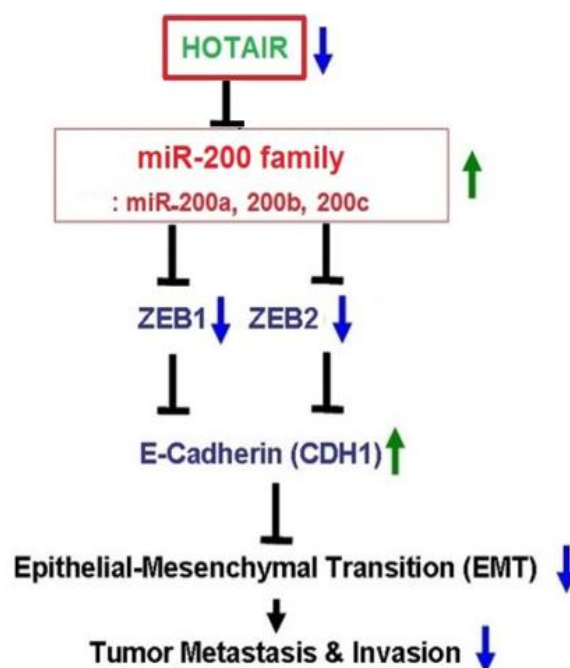 HOTAIR
miR-200 family
: miR-200a, 200b, 200c
ZEB1 ZEB2
E-Cadherin (CDH1)
Epithelial-Mesenchymal Transition (EMT)
Tumor Metastasis & Invasion